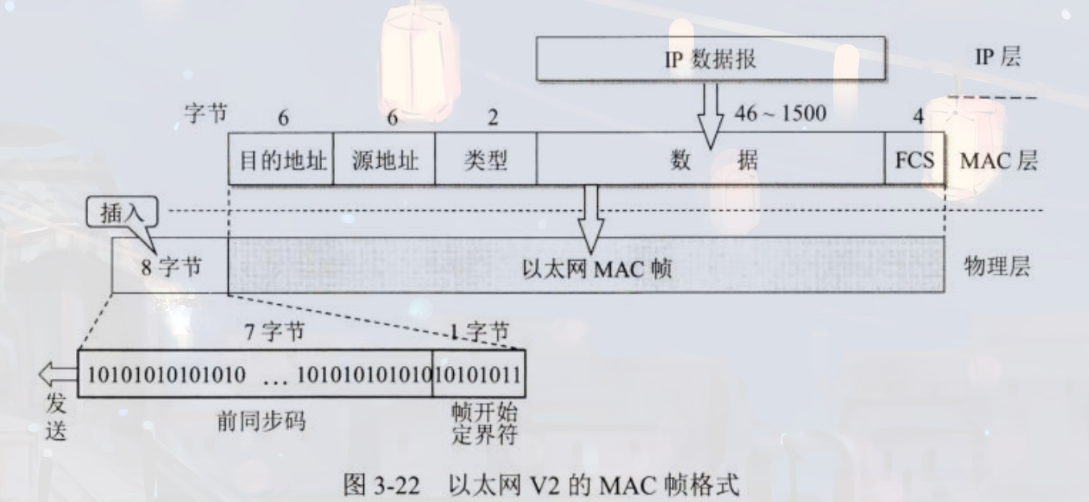 IP 数据报
IP 层
字节
6
6
2
46 ~ 1500
4
目的地址
源地址
类型
数 据
FCS
MAC 层
插入
8 字节
以太网 MAC 帧
物理层
7 字节
1 字节
10101010101010 … 101010101010
10101011
发送
前同步码
帧开始
定界符
图 3-22 以太网 V2 的 MAC 帧格式